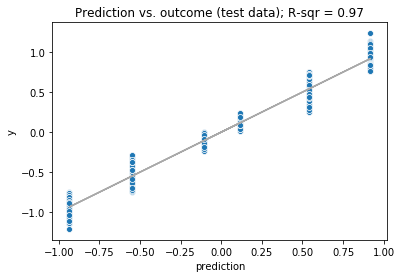 Prediction vs. outcome (test data); R-sqr = 0.97
1.0
0.5
0.0
−0.5
−1.0
y
−1.00 −0.75 −0.50 −0.25 0.00 0.25 0.50 0.75 1.00
prediction